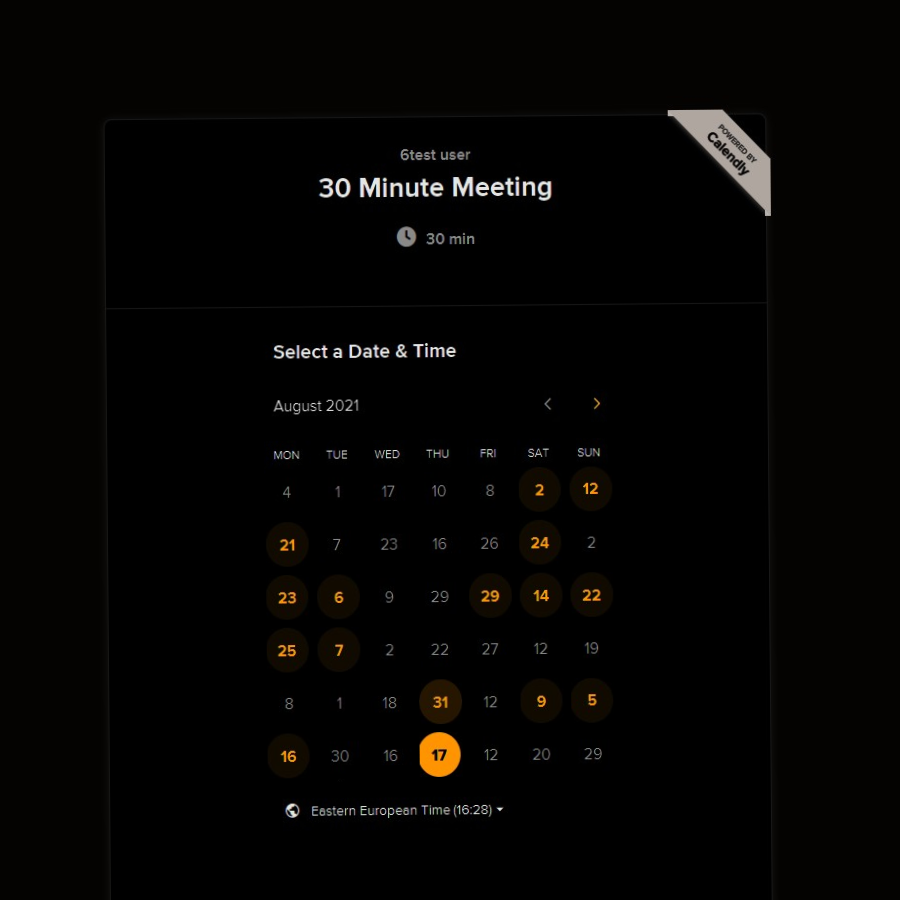 POWERED BY
Calendly
6test user
30 Minute Meeting
30 min
Select a Date & Time
August 2021
MON TUE WED THU FRI SAT SUN
4 1 17 10 8 2 12
21 7 23 16 26 24 2
23 6 9 29 29 14 22
25 7 2 22 27 12 19
8 1 18 31 12 9 5
16 30 16 17 12 20 29
Eastern European Time (16:28)